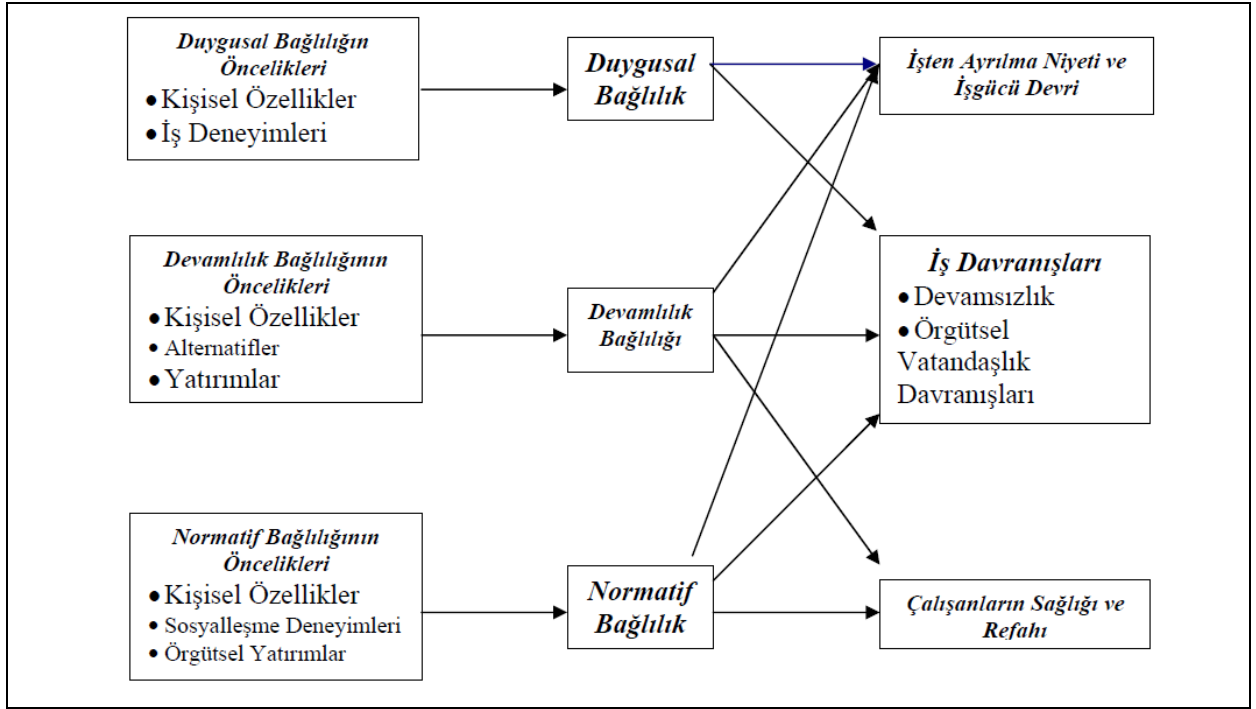 Duygusal Bağlılığın
Öncelikleri
•Kişisel Özellikler
•İş Deneyimleri
Duygusal
Bağlılık
İşten Ayrılma Niyeti ve
İşgücü Devri
Devamlılık Bağlılığının
Öncelikleri
•Kişisel Özellikler
• Alternatifler
•Yatırımlar
Devamlılık
Bağlılığı
İş Davranışları
•Devamsızlık
•Örgütsel
Vatandaşlık
Davranışları
Normatif Bağlılığının
Öncelikleri
•Kişisel Özellikler
• Sosyalleşme Deneyimleri
• Örgütsel Yatırımlar
Normatif
Bağlılık
Çalışanların Sağlığı ve
Refahı